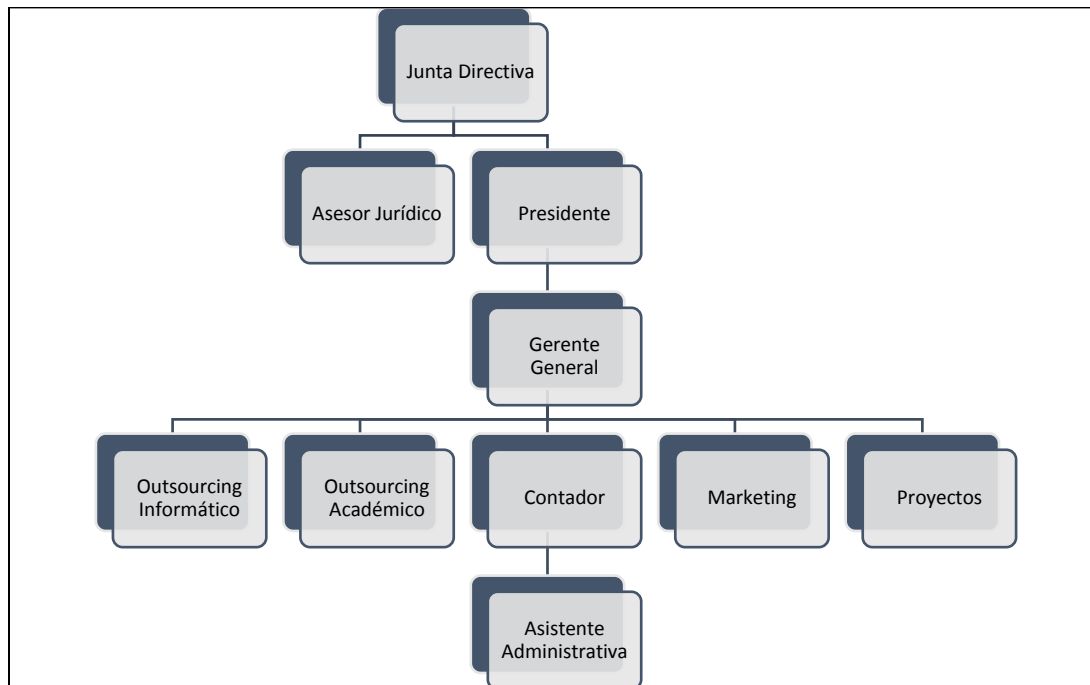 Junta Directiva
Asesor Jurídico
Presidente
Gerente
General
Outsourcing
Informático
Outsourcing
Académico
Contador
Marketing
Proyectos
Asistente
Administrativa